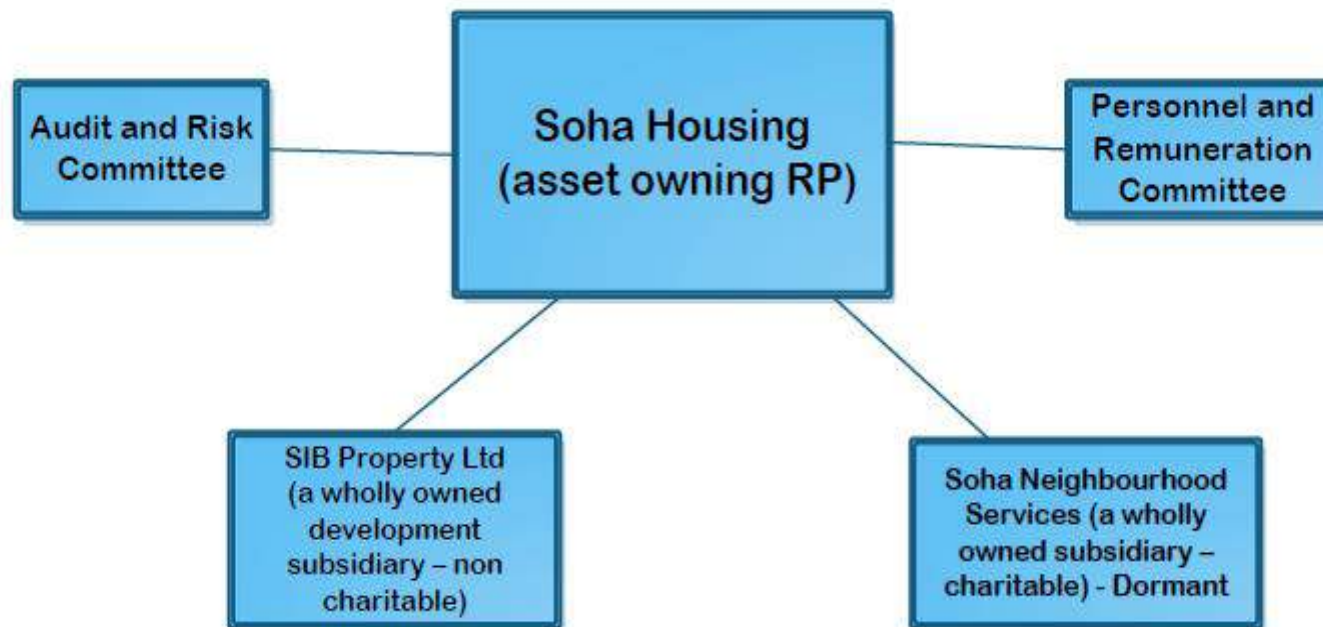 Audit and Risk
Committee
Soha Housing
(asset owning RP)
Personnel and
Remuneration
Committee
SIB Property Ltd
(a wholly owned
development
subsidiary – non
charitable)
Soha Neighbourhood
Services (a wholly
owned subsidiary –
charitable) - Dormant